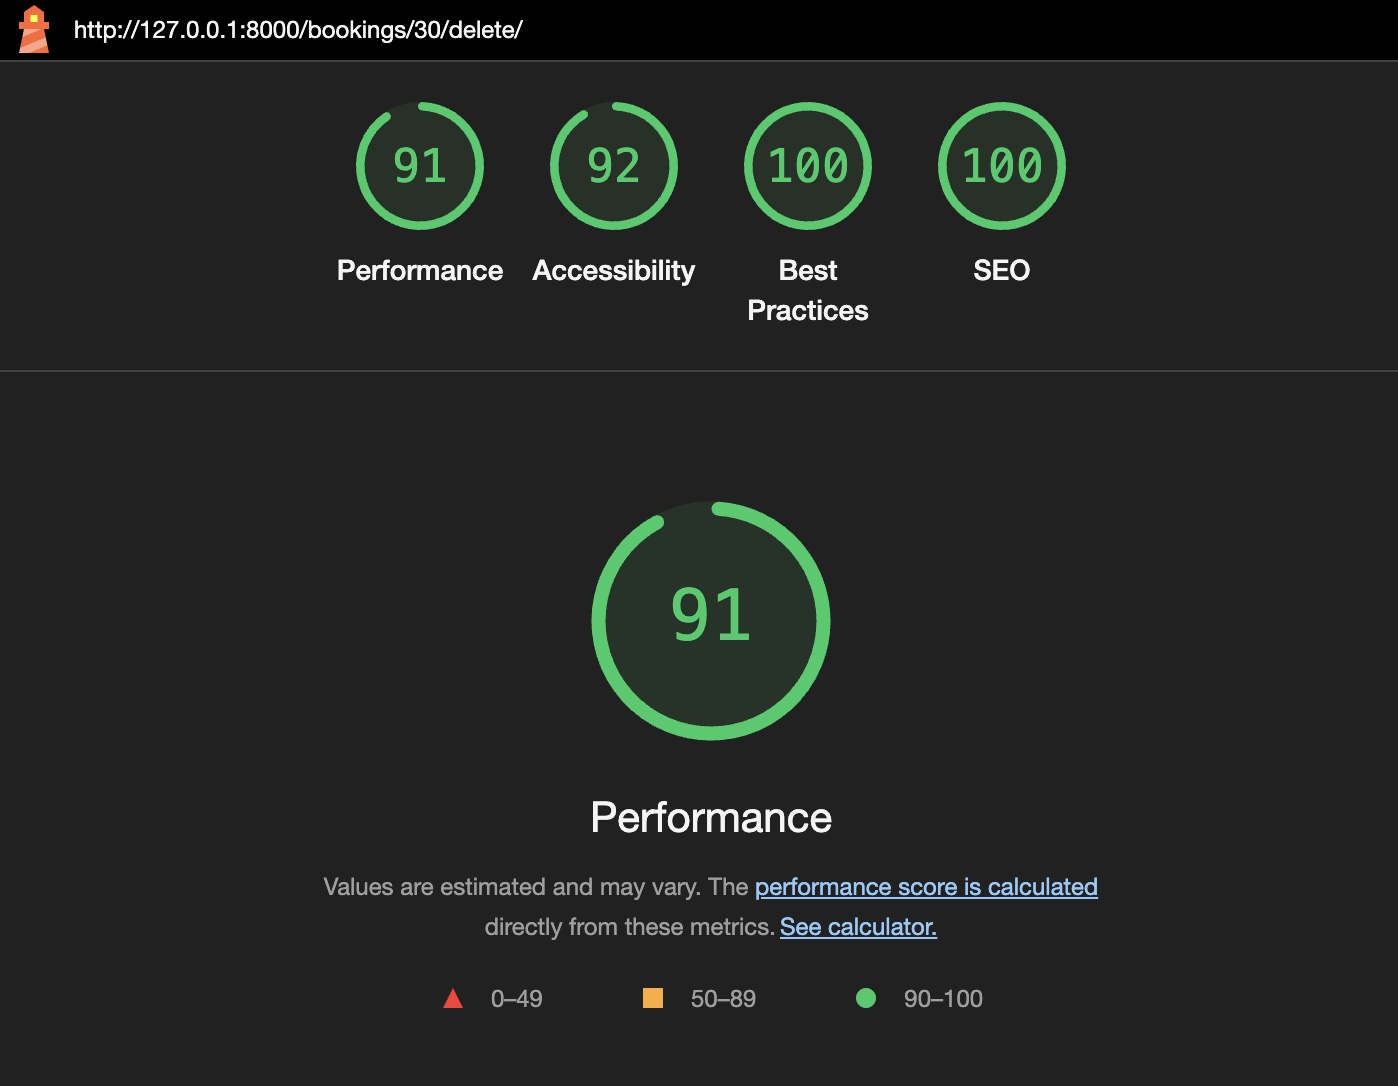 http://127.0.0.1:8000/bookings/30/delete/
91
92
100
100
Performance
Accessibility
Best
Practices
SEO
91
Performance
Values are estimated and may vary. The performance score is calculated
directly from these metrics. See calculator.
0–49
50–89
90–100